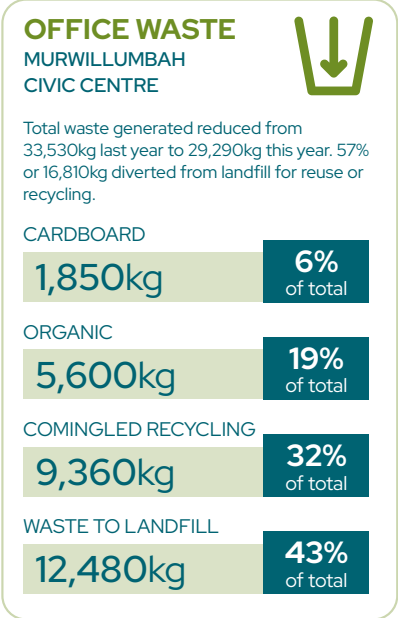 OFFICE WASTE
MURWILLUMBAH
CIVIC CENTRE
Total waste generated reduced from
33,530kg last year to 29,290kg this year. 57%
or 16,810kg diverted from landfill for reuse or
recycling.
CARDBOARD
1,850kg
6%
of total
ORGANIC
5,600kg
19%
of total
COMINGLED RECYCLING
9,360kg
32%
of total
WASTE TO LANDFILL
12,480kg
43%
of total